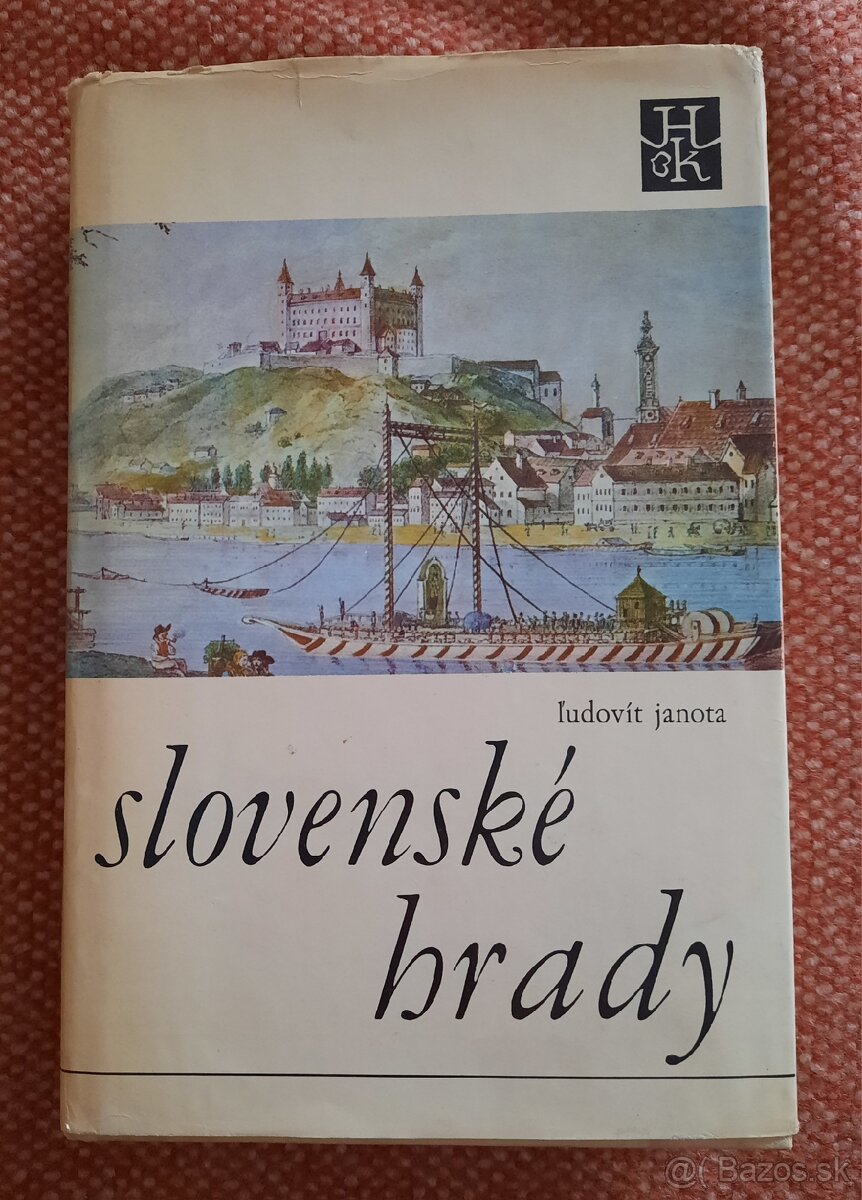 H
K
ľudovít janota
slovenské
hrady
@( Bazos.sk